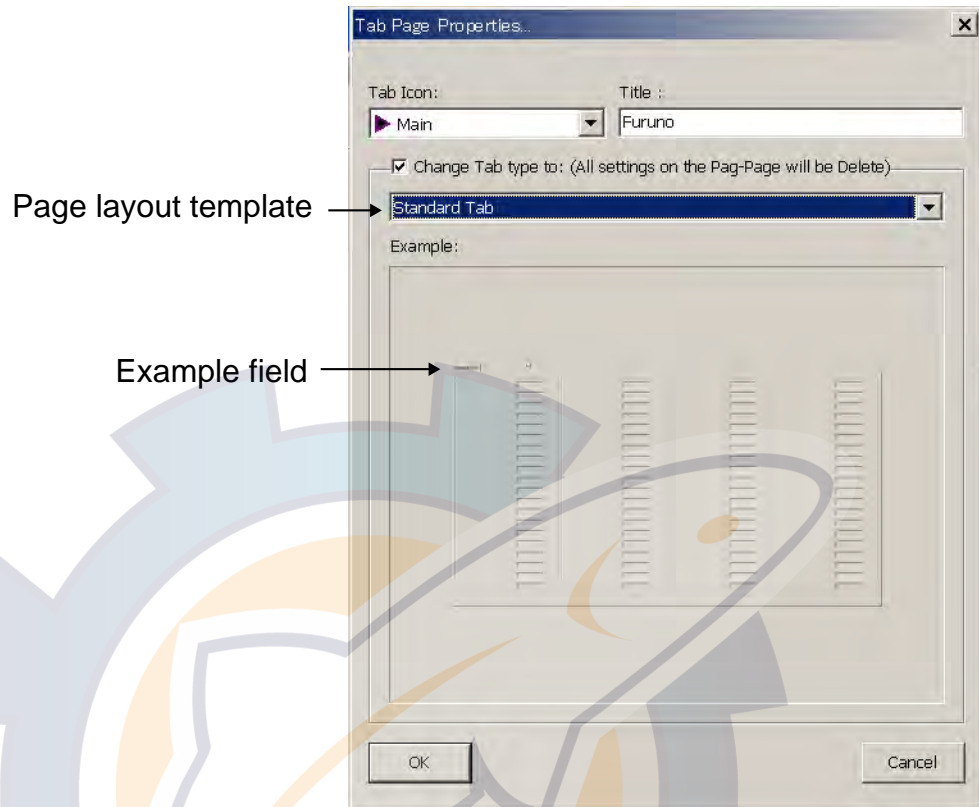 Tab Page Properties...
Tab Icon:
Title :
Main
Furuno
Change Tab type to: (All settings on the Pag-Page will be Delete)
Page layout template
Standard Tab
Example:
Example field
OK
Cancel